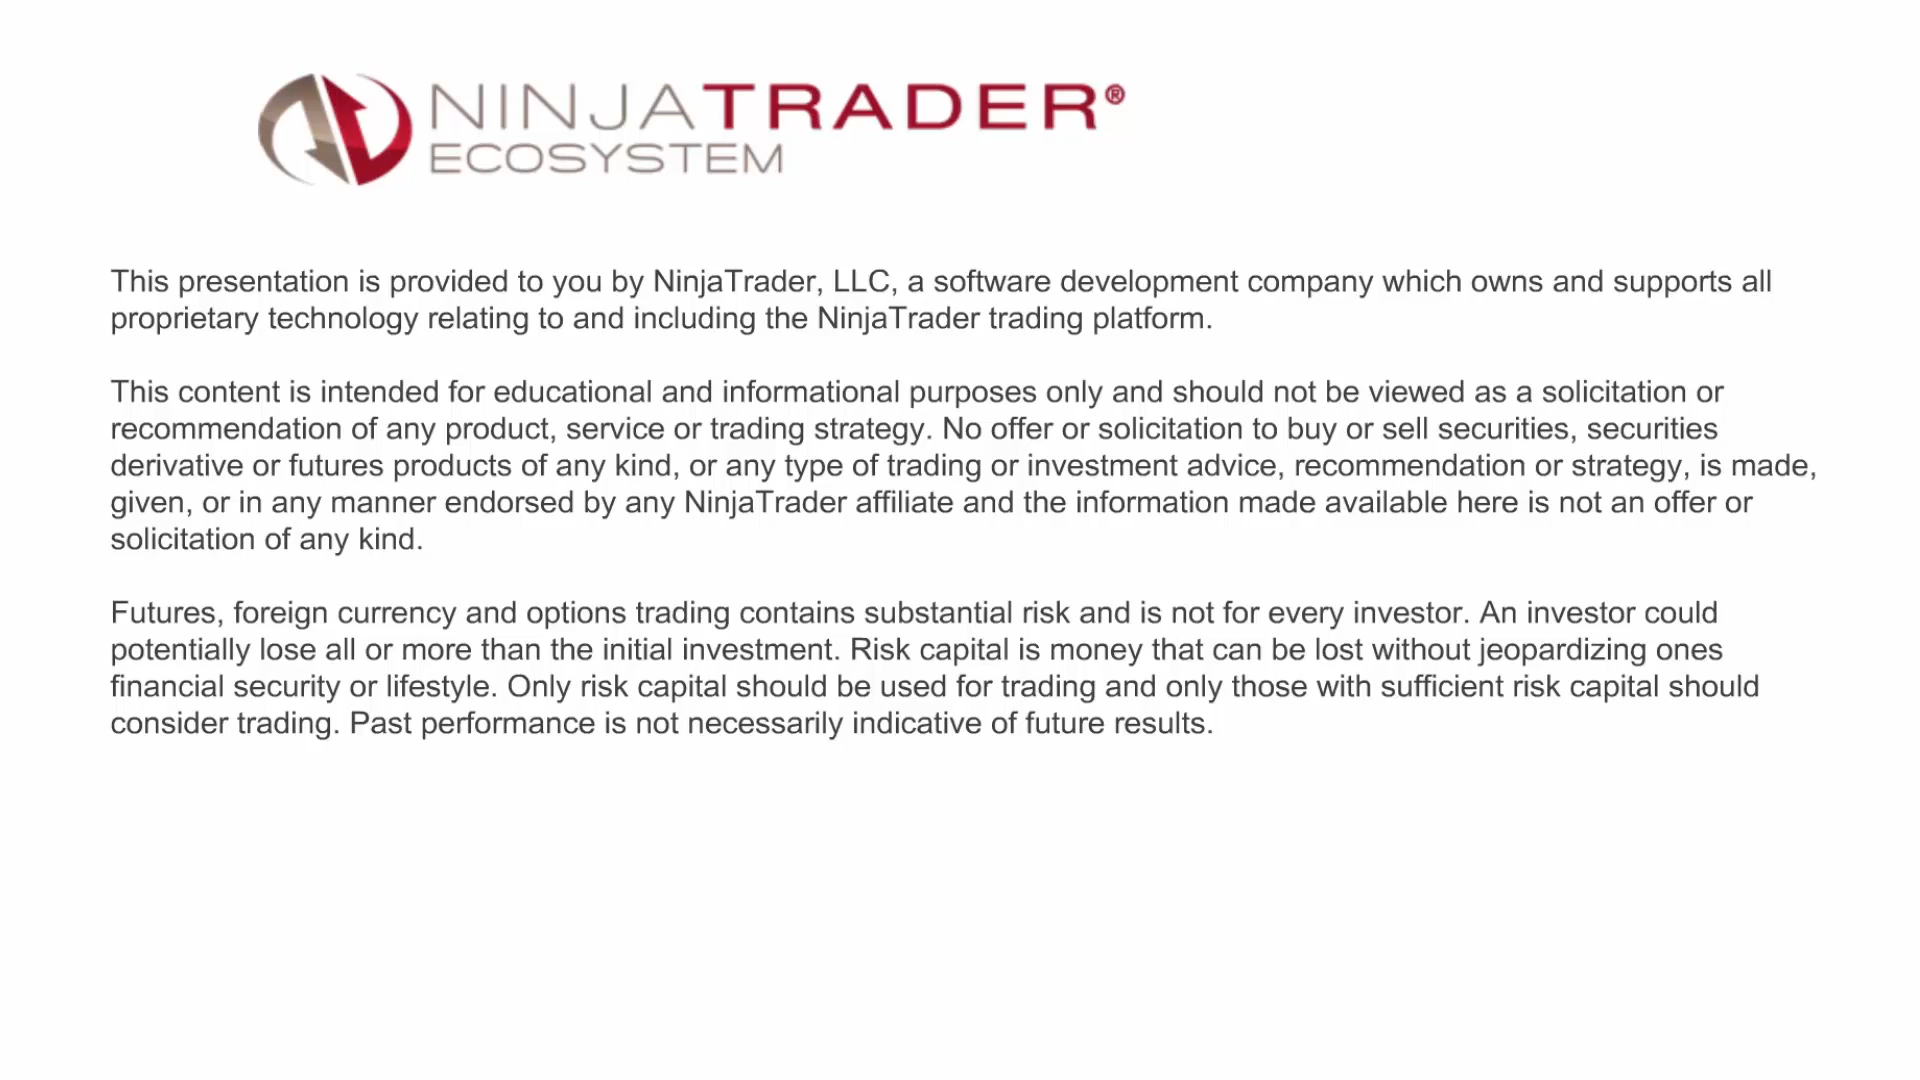 NINJATRADER®
ECOSYSTEM
This presentation is provided to you by NinjaTrader, LLC, a software development company which owns and supports all
proprietary technology relating to and including the NinjaTrader trading platform.
This content is intended for educational and informational purposes only and should not be viewed as a solicitation or
recommendation of any product, service or trading strategy. No offer or solicitation to buy or sell securities, securities
derivative or futures products of any kind, or any type of trading or investment advice, recommendation or strategy, is made,
given, or in any manner endorsed by any NinjaTrader affiliate and the information made available here is not an offer or
solicitation of any kind.
Futures, foreign currency and options trading contains substantial risk and is not for every investor. An investor could
potentially lose all or more than the initial investment. Risk capital is money that can be lost without jeopardizing ones
financial security or lifestyle. Only risk capital should be used for trading and only those with sufficient risk capital should
consider trading. Past performance is not necessarily indicative of future results.